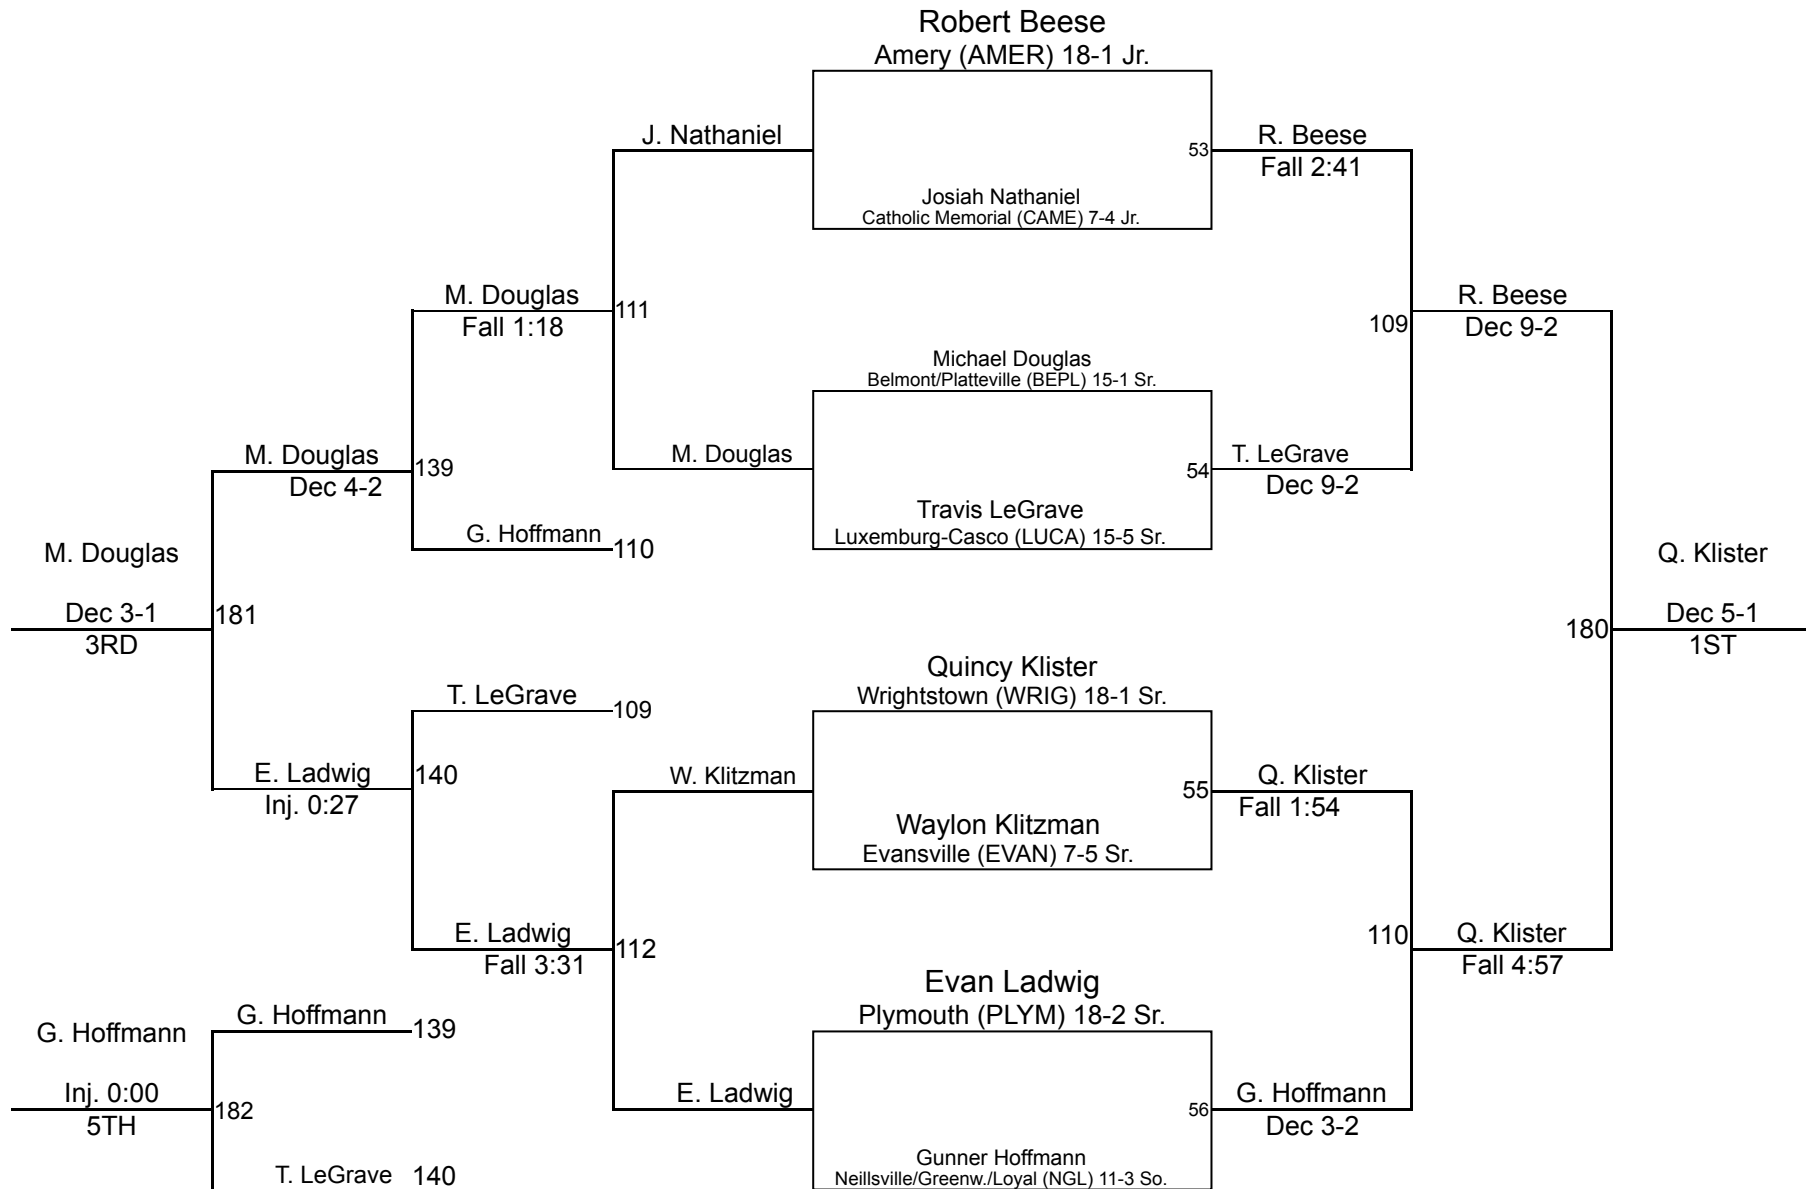 Robert Beese
Amery (AMER) 18-1 Jr.
J. Nathaniel
53
R. Beese
Fall 2:41
Josiah Nathaniel
Catholic Memorial (CAME) 7-4 Jr.
M. Douglas
Fall 1:18
111
109
R. Beese
Dec 9-2
Michael Douglas
Belmont/Platteville (BEPL) 15-1 Sr.
M. Douglas
Dec 4-2
139
M. Douglas
54
T. LeGrave
Dec 9-2
Travis LeGrave
Luxemburg-Casco (LUCA) 15-5 Sr.
G. Hoffmann
110
M. Douglas
Dec 3-1
3RD
181
Q. Klister
Dec 5-1
1ST
180
Quincy Klister
Wrightstown (WRIG) 18-1 Sr.
T. LeGrave
109
E. Ladwig
Inj. 0:27
140
W. Klitzman
55
Q. Klister
Fall 1:54
Waylon Klitzman
Evansville (EVAN) 7-5 Sr.
E. Ladwig
Fall 3:31
112
110
Q. Klister
Fall 4:57
Evan Ladwig
Plymouth (PLYM) 18-2 Sr.
G. Hoffmann
139
G. Hoffmann
Inj. 0:00
5TH
182
E. Ladwig
56
G. Hoffmann
Dec 3-2
Gunner Hoffmann
Neillsville/Greenw./Loyal (NGL) 11-3 So.
T. LeGrave
140